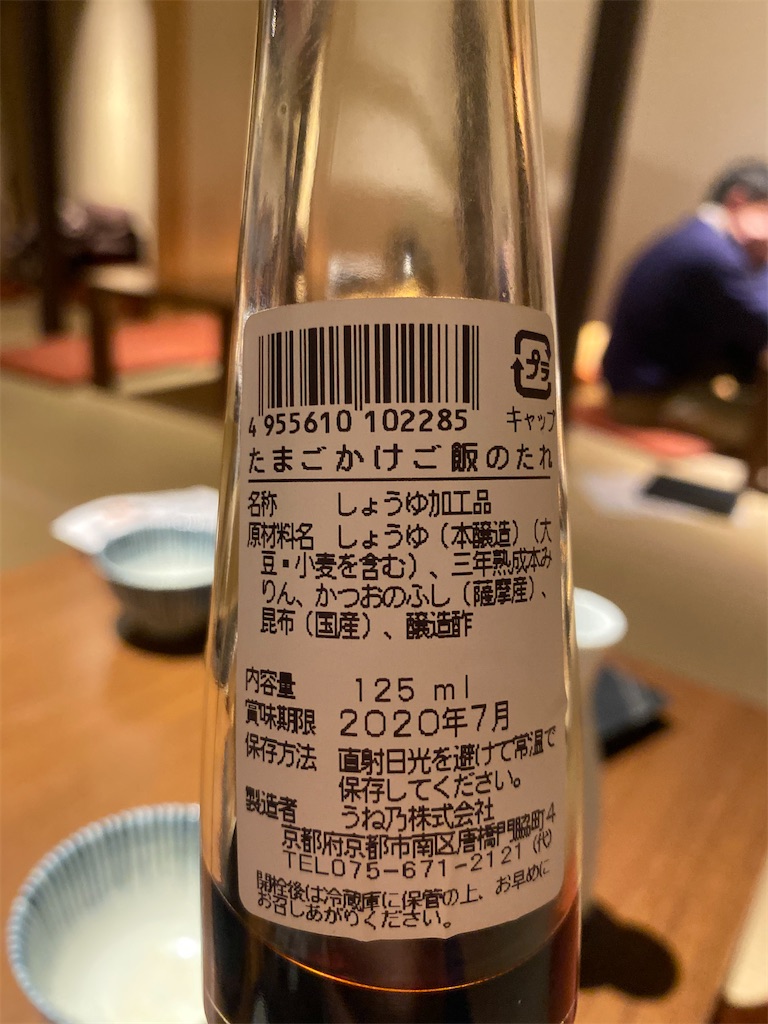 プラ
キャップ
4 955610 102285
たまごかけご飯のたれ
名称 しょうゆ加工品
原材料名 しょうゆ（本醸造）（大
豆・小麦を含む）、三年熟成本み
りん、かつおのふし（薩摩産）、
昆布（国産）、醸造酢
内容量 125 ml
賞味期限 2020年7月
保存方法 直射日光を避けて常温で
保存してください。
製造者 うね乃株式会社
京都府京都市南区唐橋門脇町4
TEL075-671-2121（代）
開栓後は冷蔵庫に保管の上、お早めに
お召しあがりください。